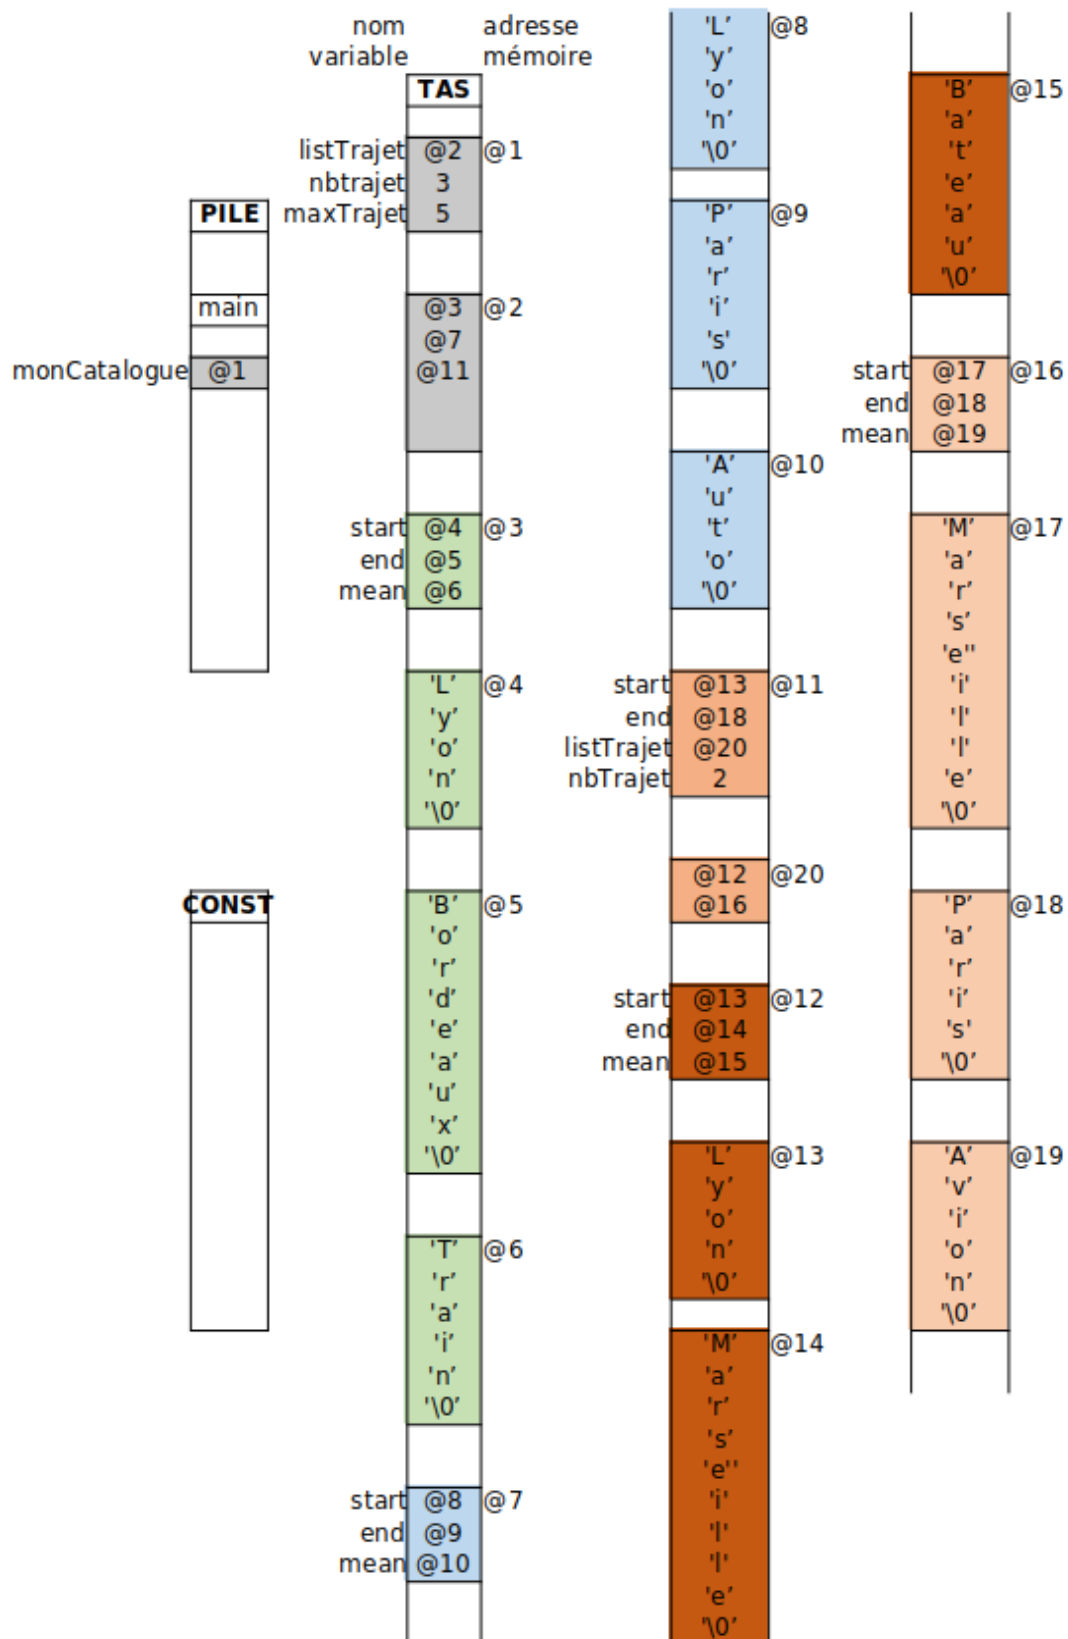 nom adresse
variable mémoire
TAS
listTrajet @2 @1
nbtrajet 3
maxTrajet 5
PILE
main
monCatalogue @1
@3 @2
@7
@11
start @4 @3
end @5
mean @6
'L’ @4
'y’
'o’
'n’
'\0’
CONST
'B’ @5
'o’
'r’
'd’
'e’
'a’
'u’
'x’
'\0’
'T’ @6
'r’
'a’
'i’
'n’
'\0’
start @8 @7
end @9
mean @10
'L’ @8
'y’
'o’
'n’
'\0’
'P’ @9
'a’
'r’
'i’
's'
'\0’
'A’ @10
'u’
't’
'o’
'\0’
start @13 @11
end @18
listTrajet @20
nbTrajet 2
@12 @20
@16
start @13 @12
end @14
mean @15
'L’ @13
'y’
'o’
'n’
'\0’
'M’ @14
'a’
'r’
's’
'e''
'i'
'l'
'l'
'e’
'\0’
'B’ @15
'a’
't’
'e’
'a’
'u’
'\0’
start @17 @16
end @18
mean @19
'M’ @17
'a’
'r’
's’
'e''
'i'
'l'
'l'
'e’
'\0’
'P’ @18
'a’
'r’
'i’
's'
'\0’
'A’ @19
'v’
'i’
'o’
'n’
'\0’